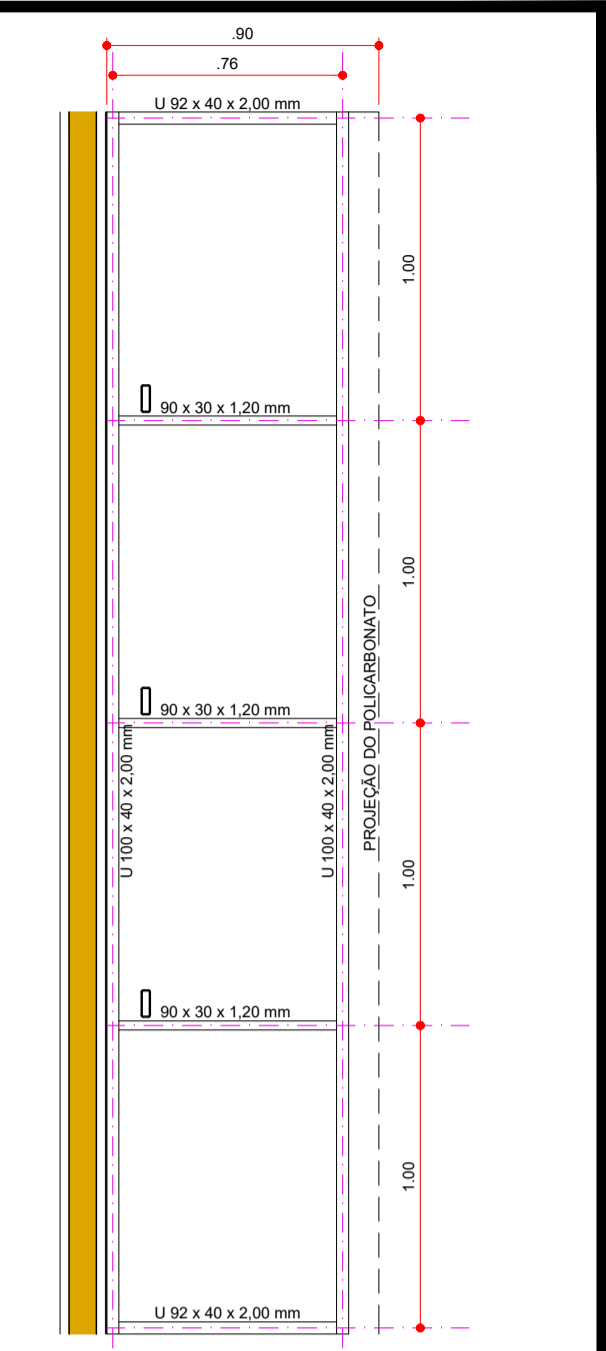 .90
.76
U 92 x 40 x 2,00 mm
1.00
90 x 30 x 1,20 mm
1.00
PROJEÇÃO DO POLICARBONATO
90 x 30 x 1,20 mm
U 100 x 40 x 2,00 mm
U 100 x 40 x 2,00 mm
1.00
90 x 30 x 1,20 mm
1.00
U 92 x 40 x 2,00 mm